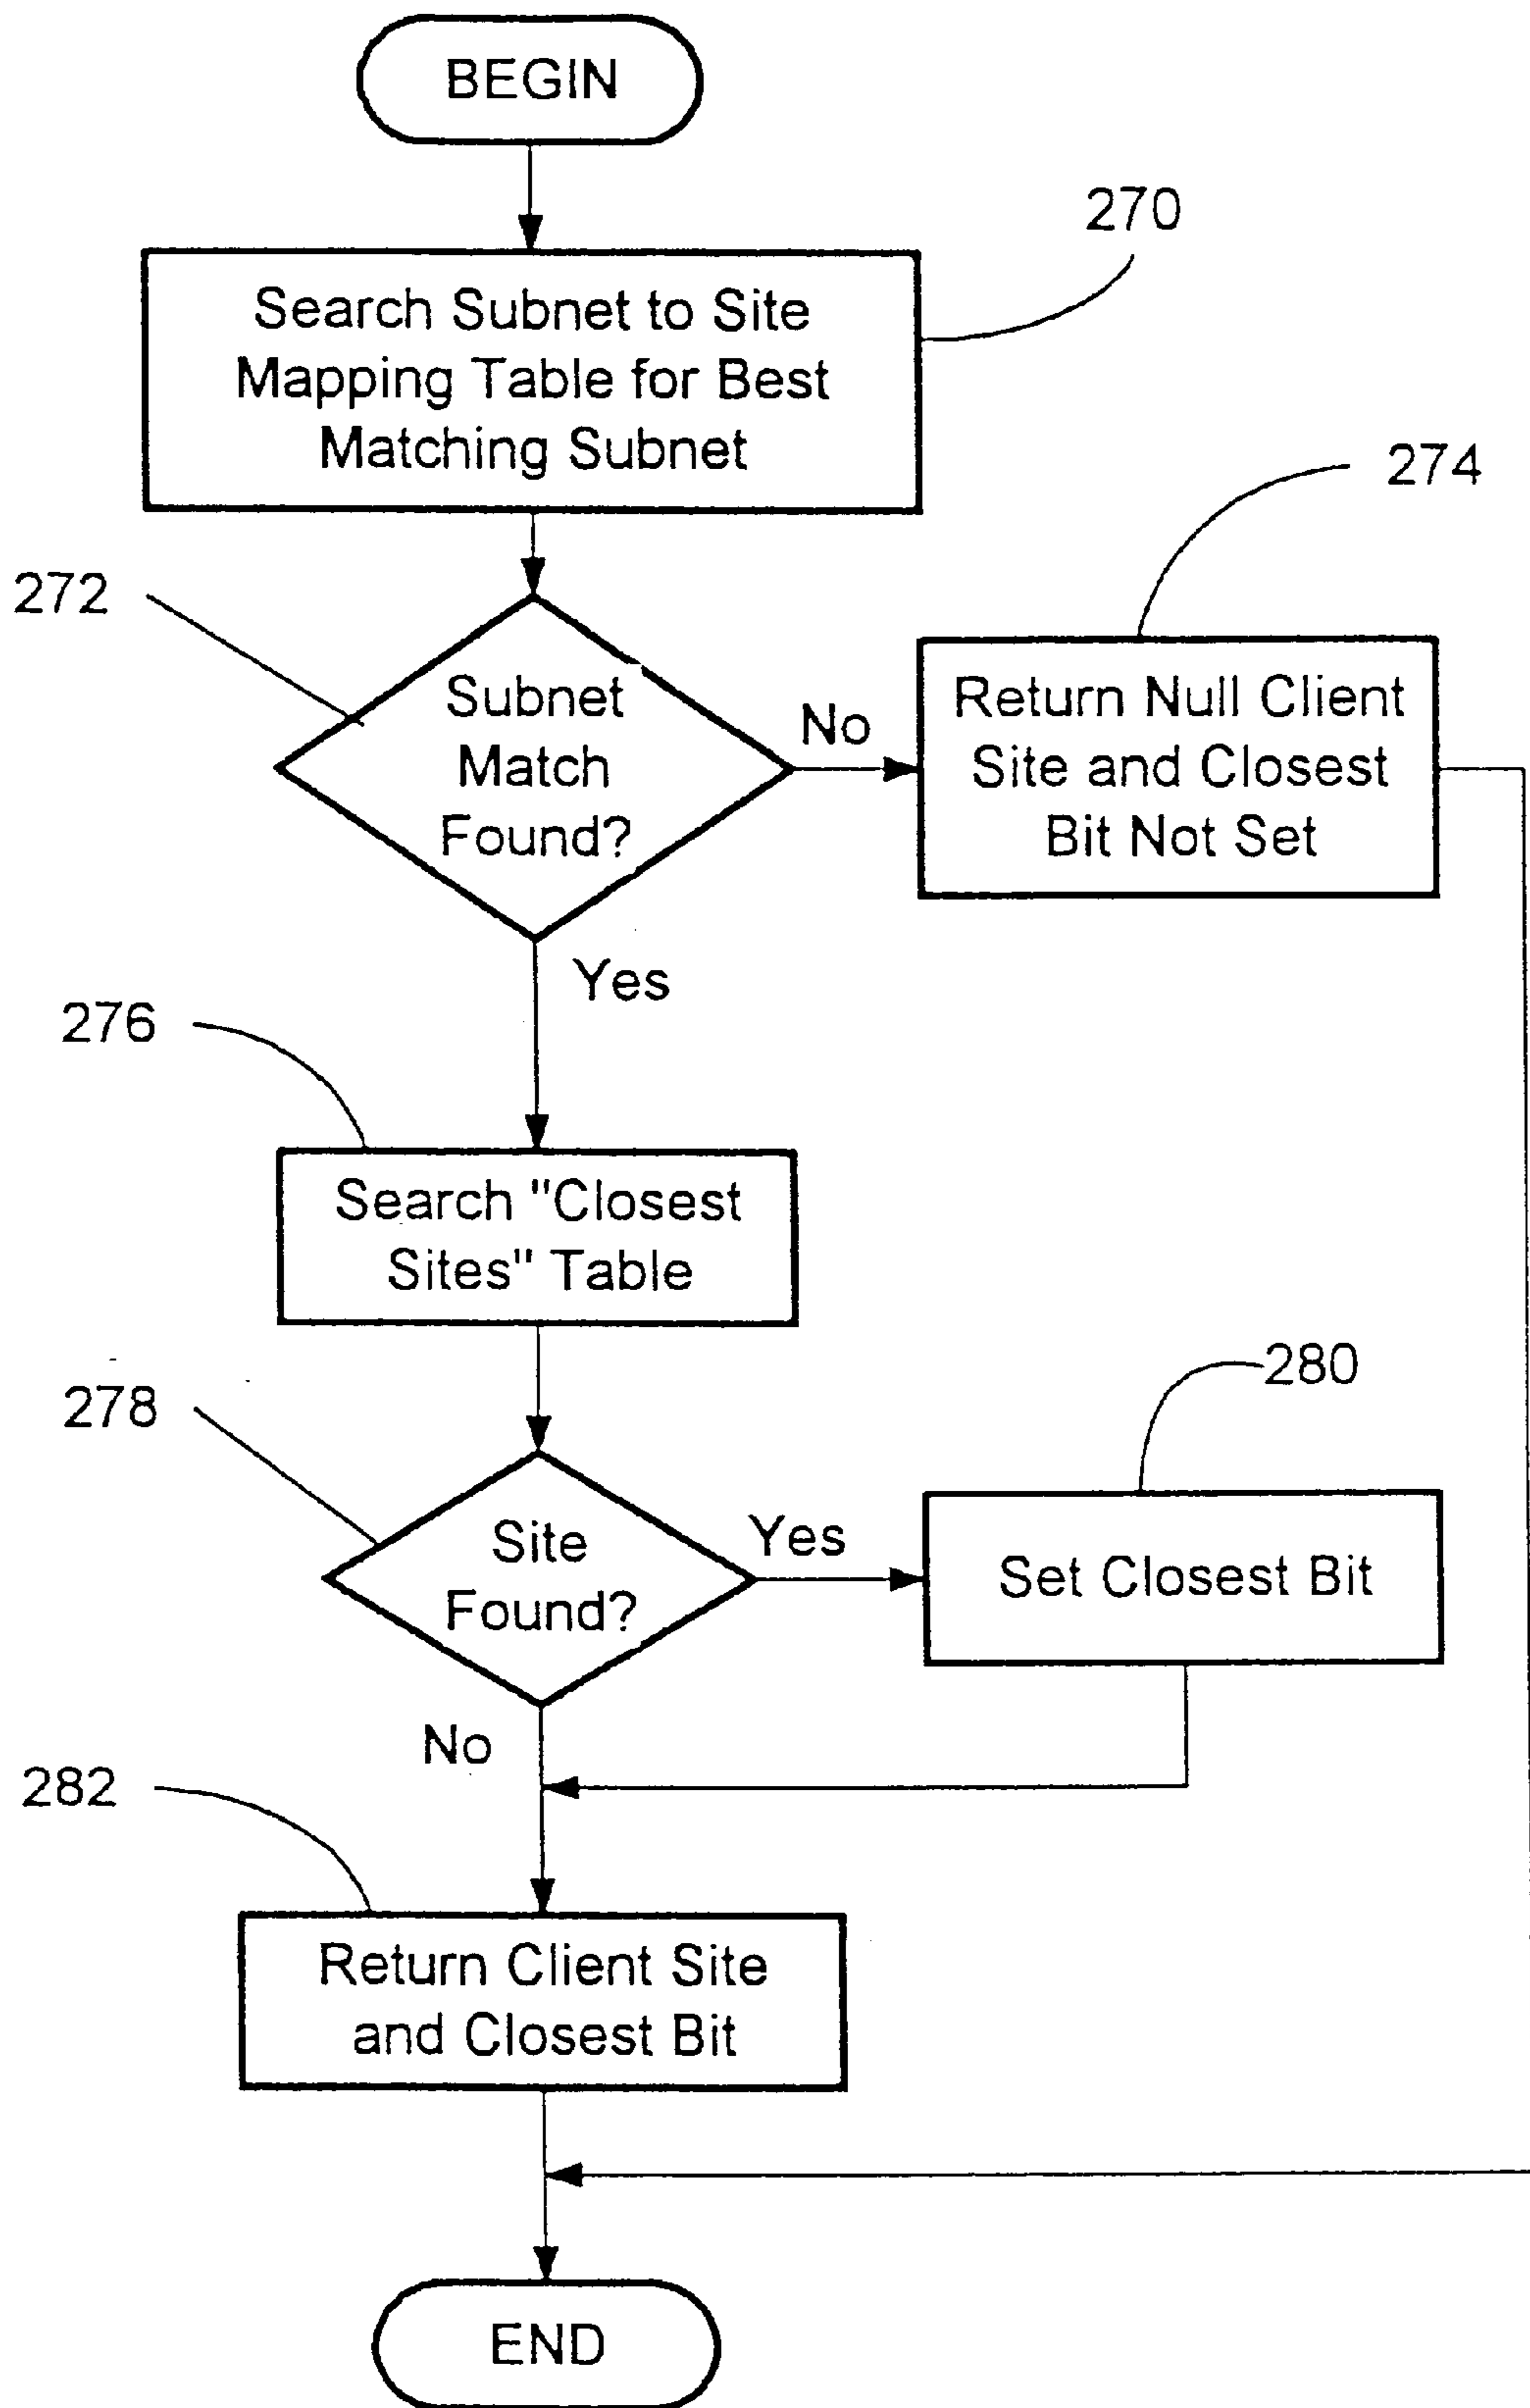 BEGIN
270
Search Subnet to Site
Mapping Table for Best
Matching Subnet
274
272
Subnet
Match
Found?
No
Return Null Client
Site and Closest
Bit Not Set
Yes
276
Search "Closest
Sites" Table
280
278
Site
Found?
Yes
Set Closest Bit
No
282
Return Client Site
and Closest Bit
END